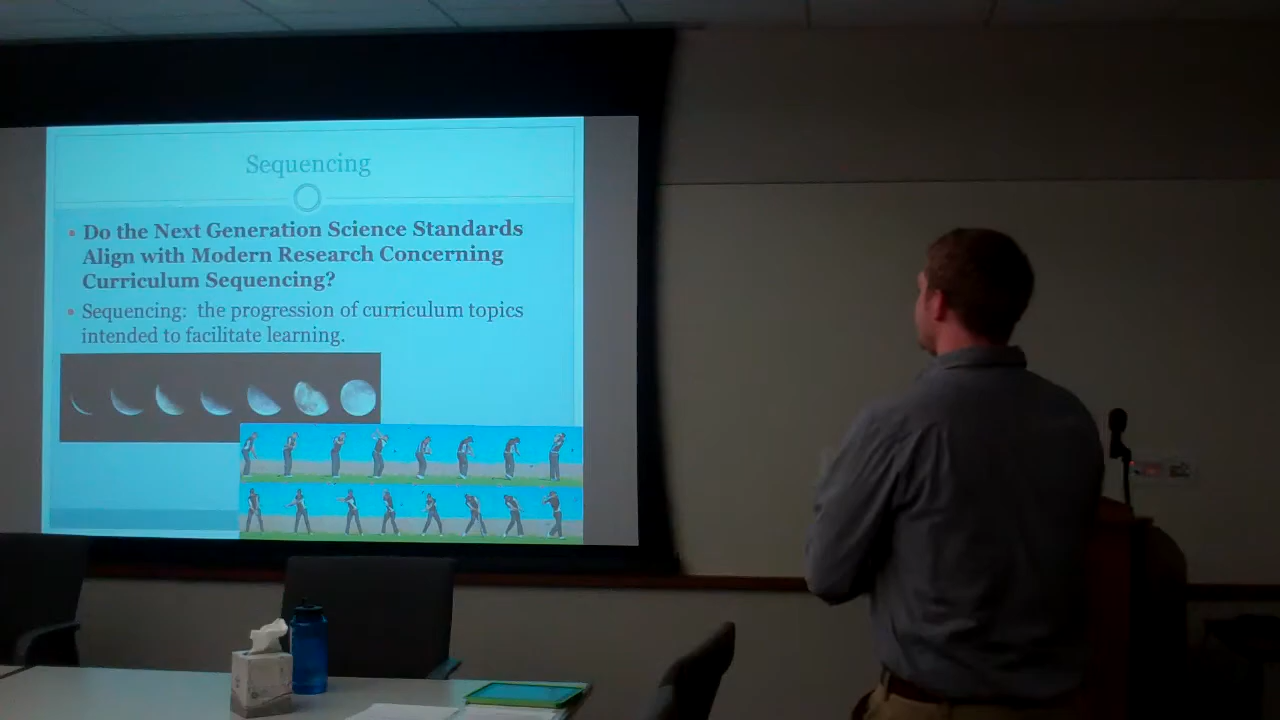 Sequencing
• Do the Next Generation Science Standards
Align with Modern Research Concerning
Curriculum Sequencing?
• Sequencing: the progression of curriculum topics
intended to facilitate learning.